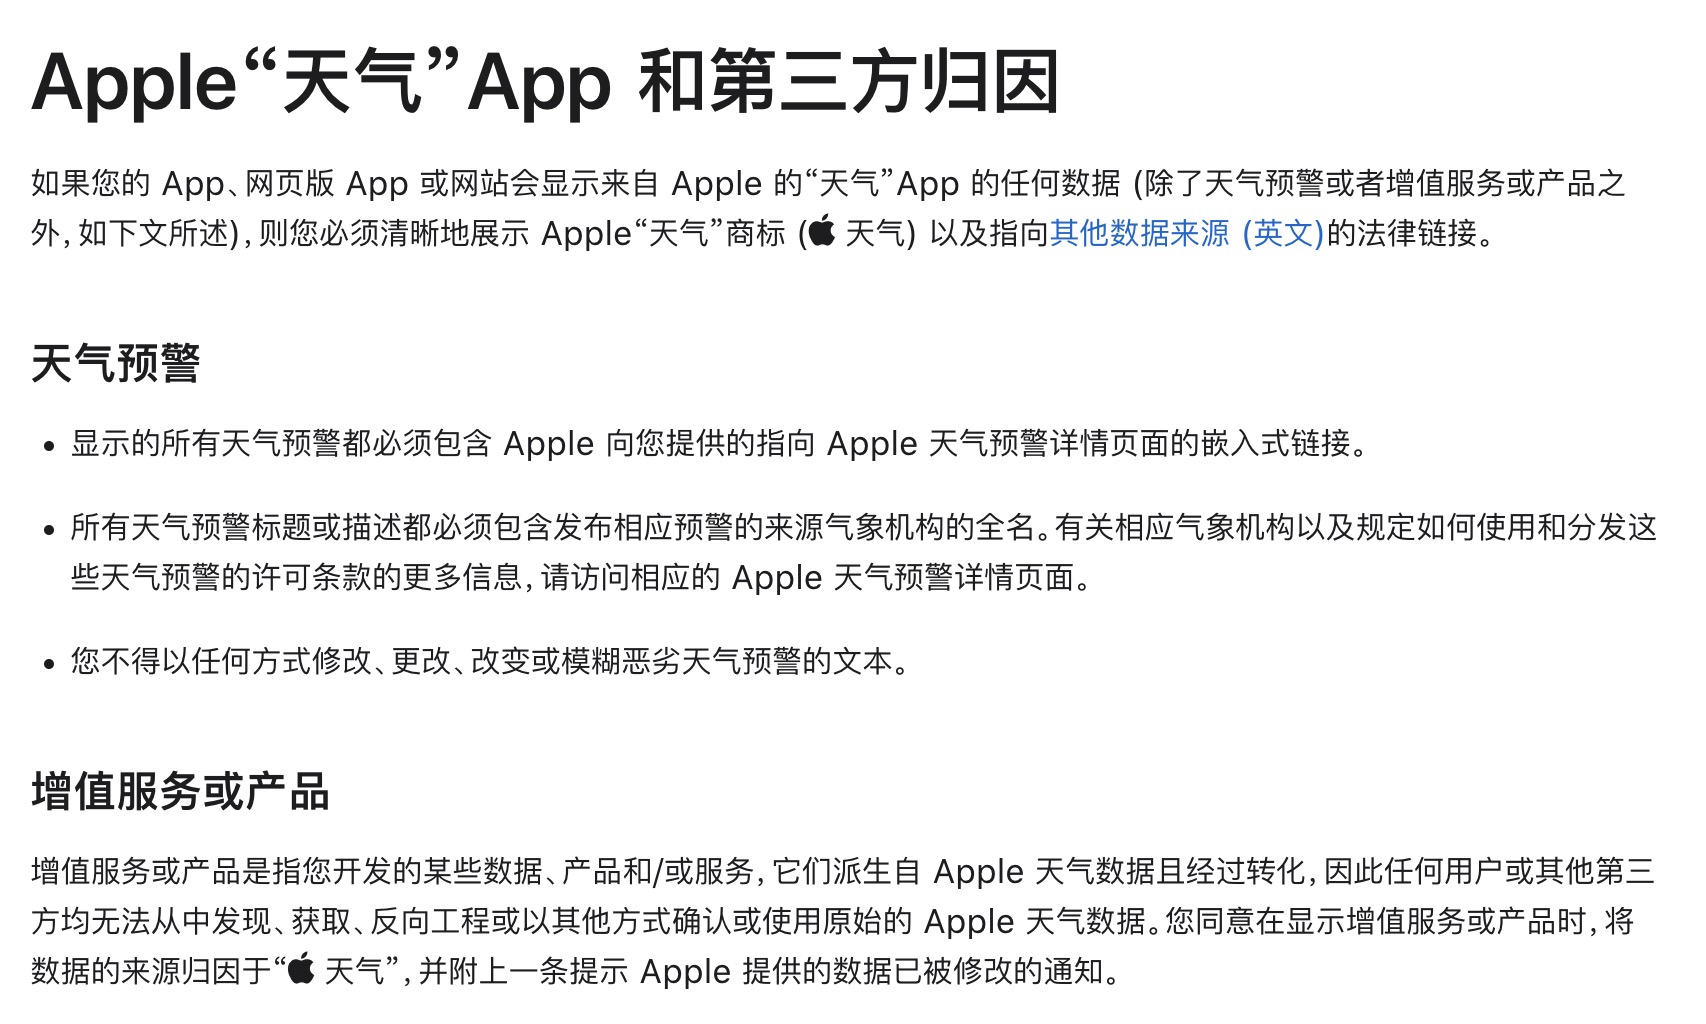 Apple“天气”App 和第三方归因
如果您的 App、网页版 App 或网站会显示来自 Apple 的“天气”App 的任何数据 (除了天气预警或者增值服务或产品之
外，如下文所述)，则您必须清晰地展示 Apple“天气”商标 ( 天气) 以及指向其他数据来源 (英文)的法律链接。
天气预警
• 显示的所有天气预警都必须包含 Apple 向您提供的指向 Apple 天气预警详情页面的嵌入式链接。
• 所有天气预警标题或描述都必须包含发布相应预警的来源气象机构的全名。有关相应气象机构以及规定如何使用和分发这
些天气预警的许可条款的更多信息，请访问相应的 Apple 天气预警详情页面。
• 您不得以任何方式修改、更改、改变或模糊恶劣天气预警的文本。
增值服务或产品
增值服务或产品是指您开发的某些数据、产品和/或服务，它们派生自 Apple 天气数据且经过转化，因此任何用户或其他第三
方均无法从中发现、获取、反向工程或以其他方式确认或使用原始的 Apple 天气数据。您同意在显示增值服务或产品时，将
数据的来源归因于“ 天气”，并附上一条提示 Apple 提供的数据已被修改的通知。